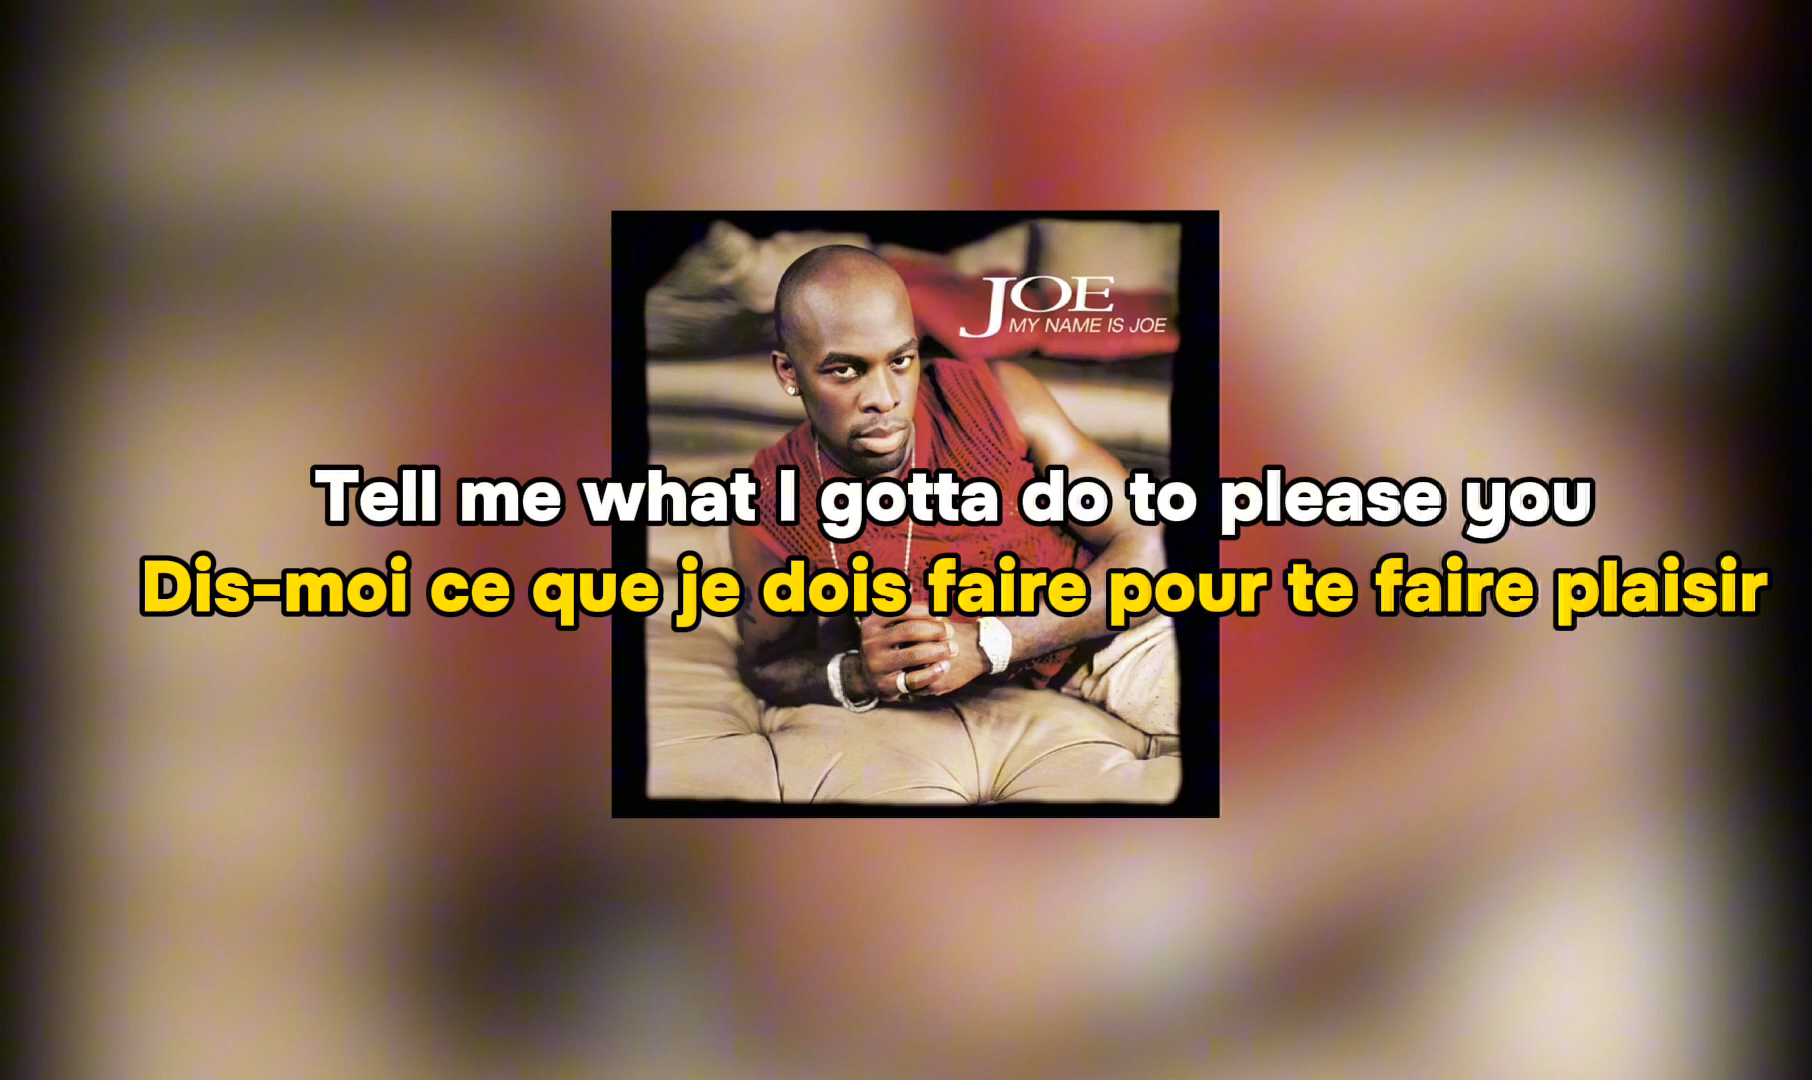 JOE
MY NAME IS JOE
Tell me what I gotta do to please you
Dis-moi ce que je dois faire pour te faire plaisir